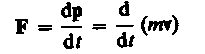 F = dp/dt = d/dt (mv)